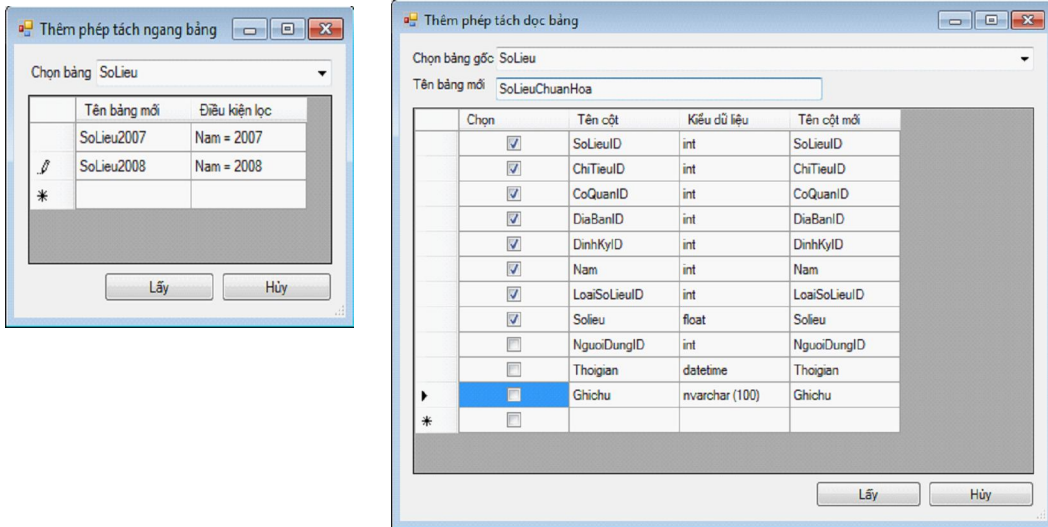 Thêm phép tách ngang bảng
Chọn bảng SoLieu
Tên bảng mới Điều kiện lọc
SoLieu2007 Nam = 2007
SoLieu2008 Nam = 2008
Lấy Hủy
Thêm phép tách dọc bảng
Chọn bảng gốc SoLieu
Tên bảng mới SoLieuChuanHoa
Chọn Tên cột Kiểu dũ liệu Tên cột mới
SoLieuID int SoLieuID
ChiTieuID int ChiTieuID
CoQuanID int CoQuanID
DiaBanID int DiaBanID
DinhKyID int DinhKyID
Nam int Nam
LoaiSoLieuID int LoaiSoLieuID
Solieu float Solieu
NguoiDungID int NguoiDungID
Thoigian datetime Thoigian
Ghichu nvarchar (100) Ghichu
Lấy Hủy